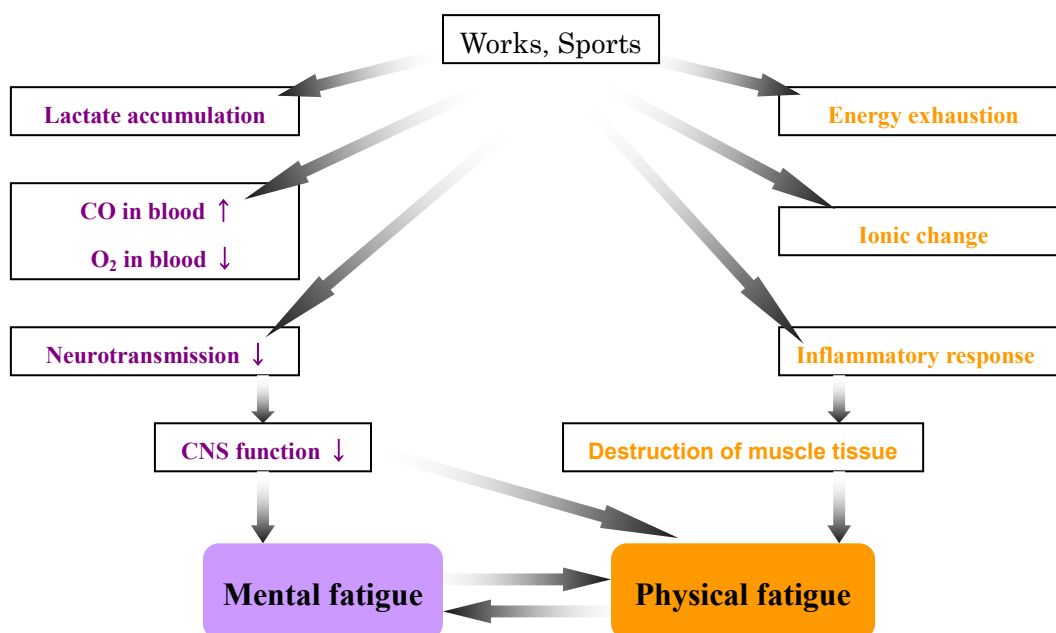 Works, Sports
Lactate accumulation
Energy exhaustion
CO in blood ↑
O₂ in blood ↓
Ionic change
Neurotransmission ↓
Inflammatory response
CNS function ↓
Destruction of muscle tissue
Mental fatigue
Physical fatigue